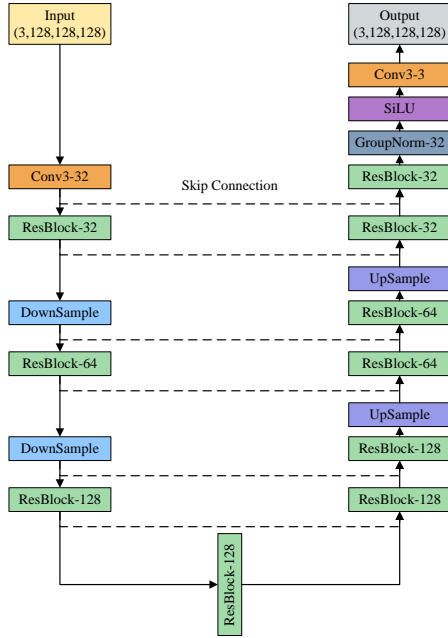 Input
(3,128,128,128)
Output
(3,128,128,128)
Conv3-3
SiLU
GroupNorm-32
Conv3-32
Skip Connection
ResBlock-32
ResBlock-32
ResBlock-32
UpSample
DownSample
ResBlock-64
ResBlock-64
ResBlock-64
UpSample
DownSample
ResBlock-128
ResBlock-128
ResBlock-128
ResBlock-128